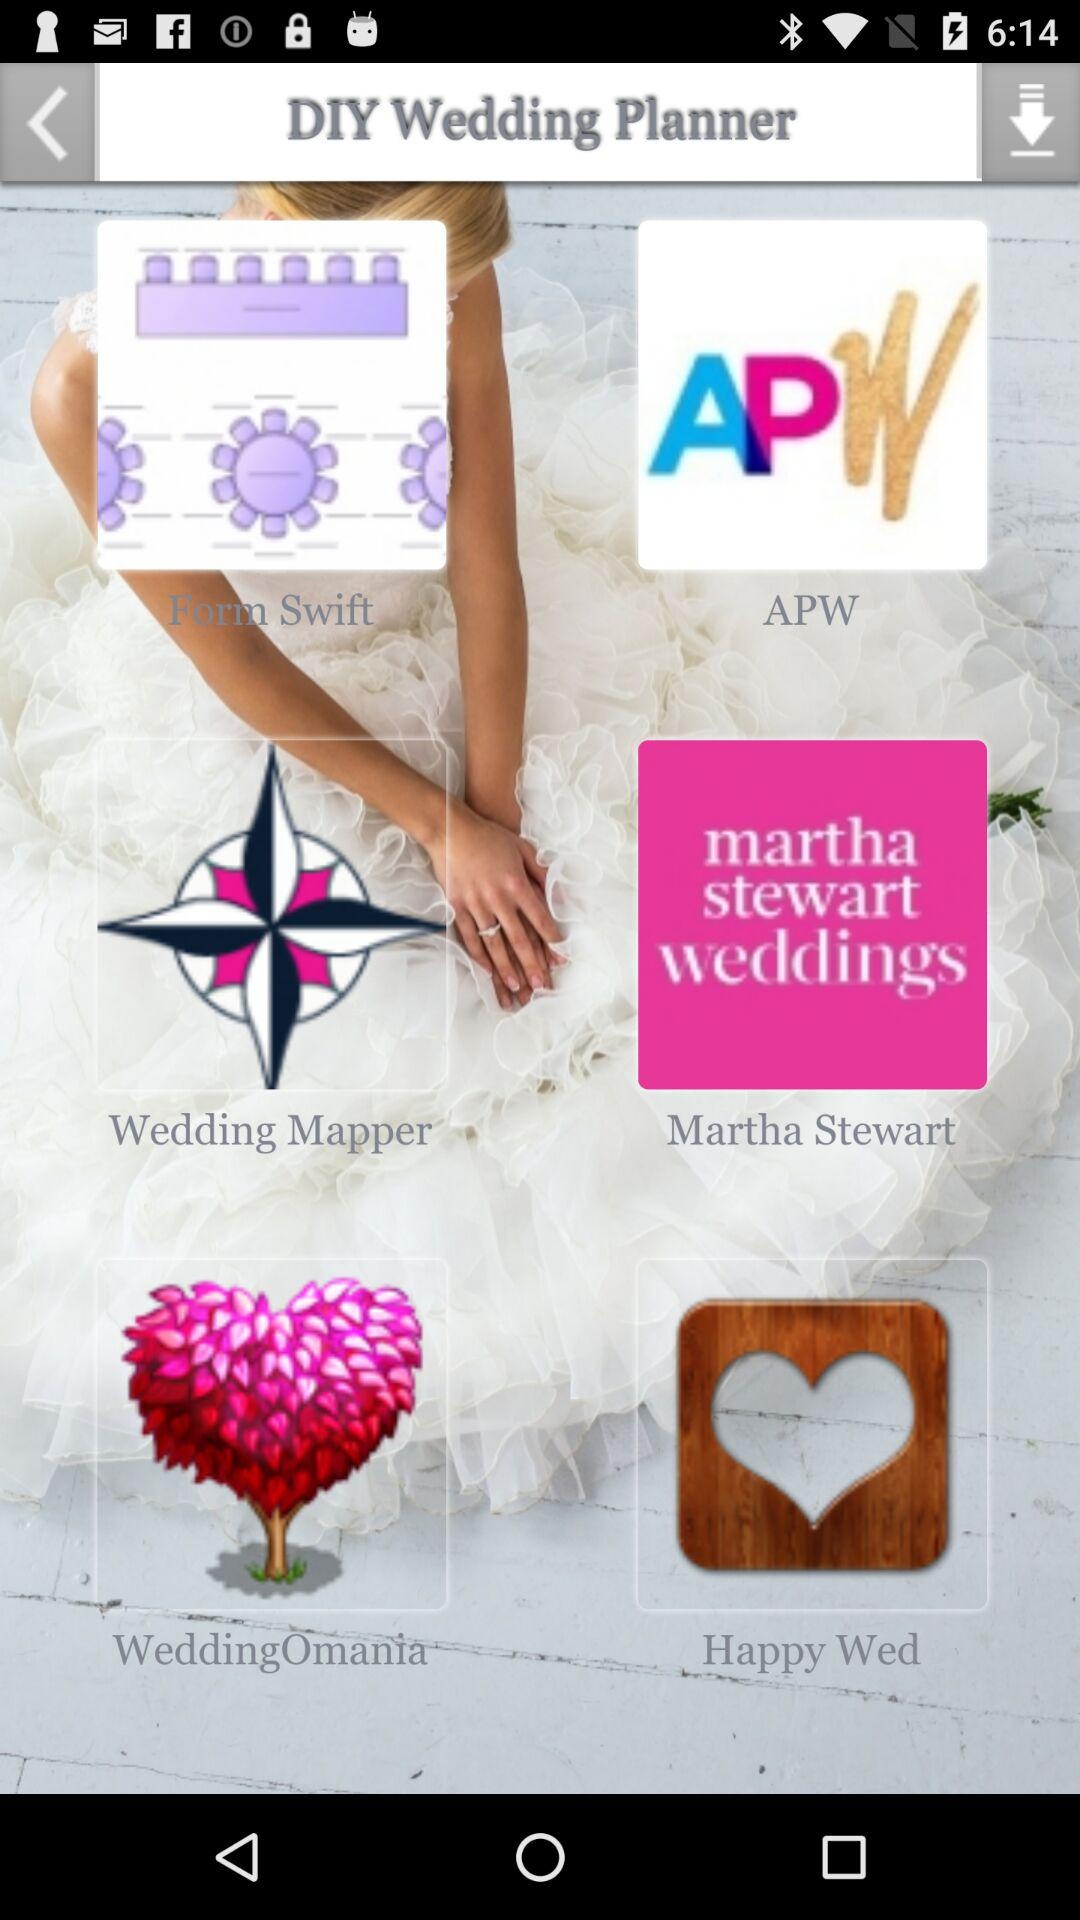 6:14
DIY Wedding Planner
APW
Form Swift
APW
martha
stewart
weddings
Wedding Mapper
Martha Stewart
WeddingOmania
Happy Wed